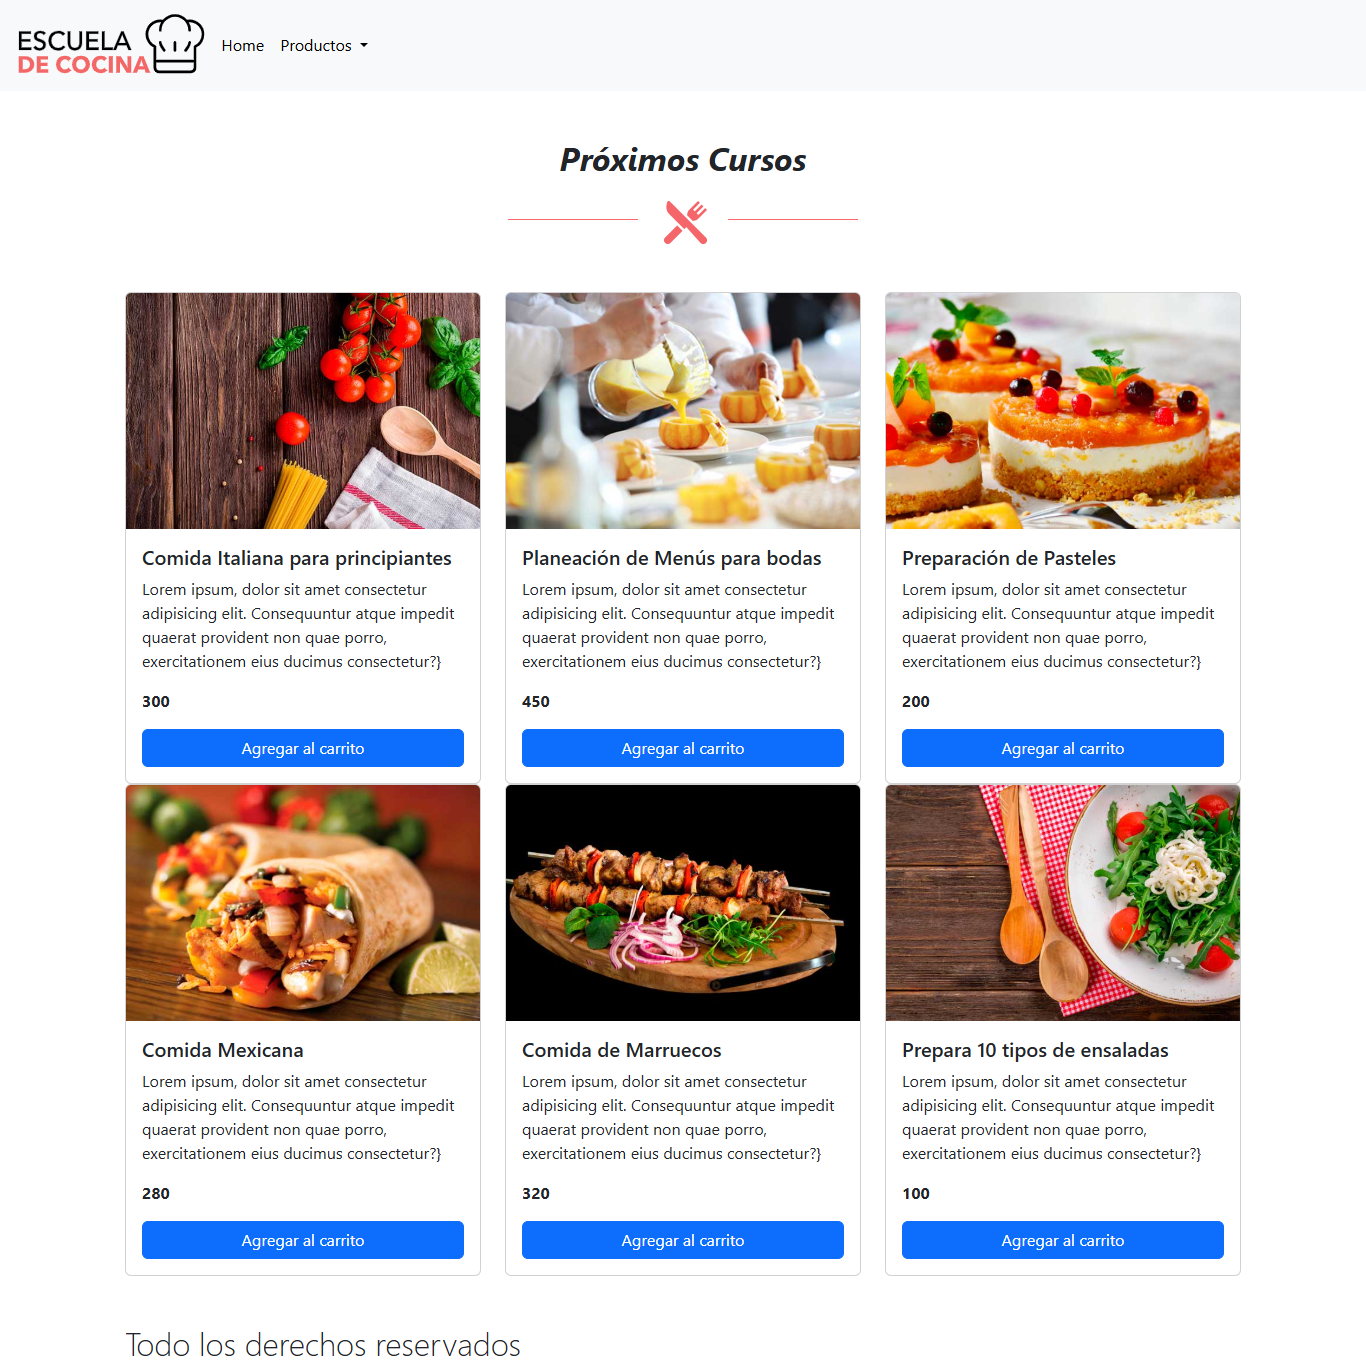 ESCUELA
DE COCINA
Home Productos
Próximos Cursos
Comida Italiana para principiantes
Lorem ipsum, dolor sit amet consectetur
adipisicing elit. Consequuntur atque impedit
quaerat provident non quae porro,
exercitationem eius ducimus consectetur?}
300
Agregar al carrito
Planeación de Menús para bodas
Lorem ipsum, dolor sit amet consectetur
adipisicing elit. Consequuntur atque impedit
quaerat provident non quae porro,
exercitationem eius ducimus consectetur?}
450
Agregar al carrito
Preparación de Pasteles
Lorem ipsum, dolor sit amet consectetur
adipisicing elit. Consequuntur atque impedit
quaerat provident non quae porro,
exercitationem eius ducimus consectetur?}
200
Agregar al carrito
Comida Mexicana
Lorem ipsum, dolor sit amet consectetur
adipisicing elit. Consequuntur atque impedit
quaerat provident non quae porro,
exercitationem eius ducimus consectetur?}
280
Agregar al carrito
Comida de Marruecos
Lorem ipsum, dolor sit amet consectetur
adipisicing elit. Consequuntur atque impedit
quaerat provident non quae porro,
exercitationem eius ducimus consectetur?}
320
Agregar al carrito
Prepara 10 tipos de ensaladas
Lorem ipsum, dolor sit amet consectetur
adipisicing elit. Consequuntur atque impedit
quaerat provident non quae porro,
exercitationem eius ducimus consectetur?}
100
Agregar al carrito
Todo los derechos reservados